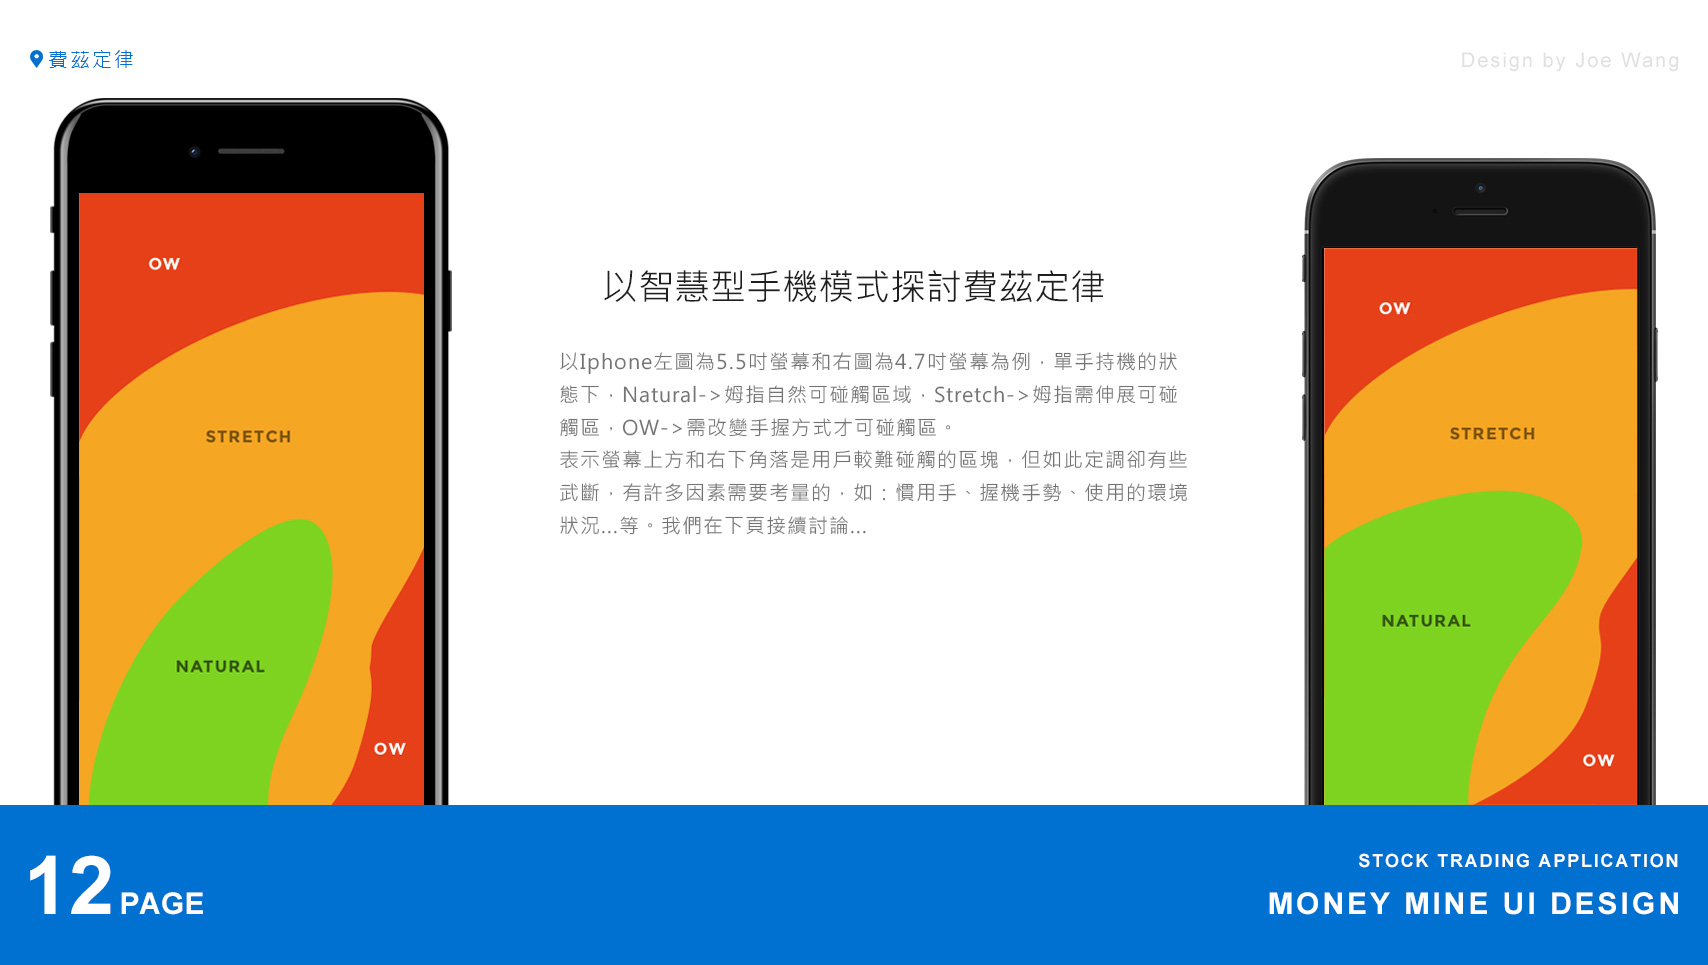 費茲定律
Design by Joe Wang
OW
STRETCH
NATURAL
OW
以智慧型手機模式探討費茲定律
以Iphone左圖為5.5吋螢幕和右圖為4.7吋螢幕為例，單手持機的狀
態下，Natural->姆指自然可碰觸區域，Stretch->姆指需伸展可碰
觸區，OW->需改變手握方式才可碰觸區。
表示螢幕上方和右下角落是用戶較難碰觸的區塊，但如此定調卻有些
武斷，有許多因素需要考量的，如：慣用手、握機手勢、使用的環境
狀況...等。我們在下頁接續討論...
OW
STRETCH
NATURAL
OW
12 PAGE
STOCK TRADING APPLICATION
MONEY MINE UI DESIGN